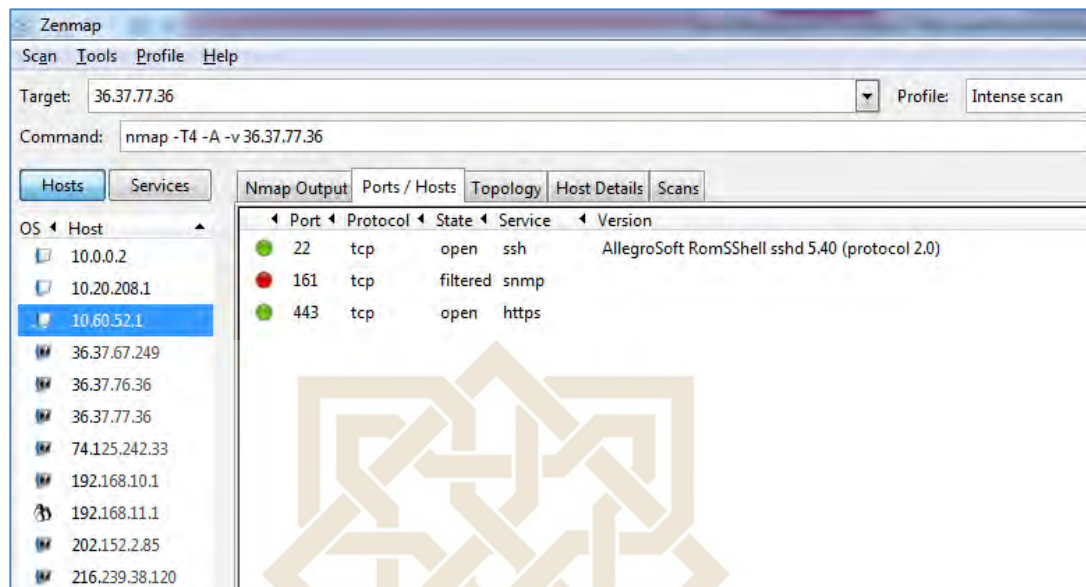 Zenmap
Scan Tools Profile Help
Target: 36.37.77.36 Profile: Intense scan
Command: nmap -T4 -A -v 36.37.77.36
Hosts Services Nmap Output Ports / Hosts Topology Host Details Scans
OS Host Port Protocol State Service Version
10.0.0.2 22 tcp open ssh AllegroSoft RomSShell sshd 5.40 (protocol 2.0)
10.20.208.1 161 tcp filtered snmp
10.60.52.1 443 tcp open https
36.37.67.249
36.37.76.36
36.37.77.36
74.125.242.33
192.168.10.1
192.168.11.1
202.152.2.85
216.239.38.120